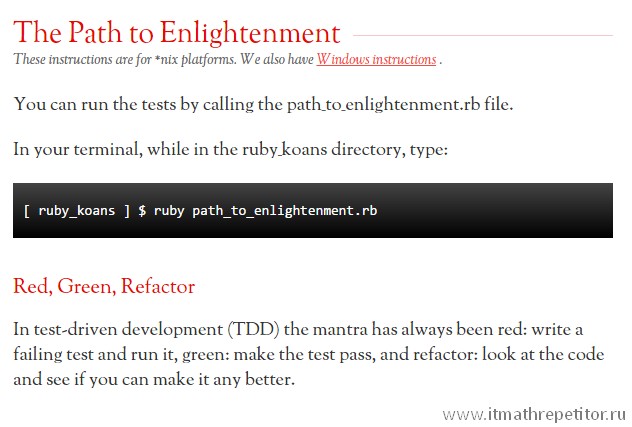 The Path to Enlightenment
These instructions are for *nix platforms. We also have Windows instructions .
You can run the tests by calling the path_to_enlightenment.rb file.
In your terminal, while in the ruby_koans directory, type:
[ ruby_koans ] $ ruby path_to_enlightenment.rb
Red, Green, Refactor
In test-driven development (TDD) the mantra has always been red: write a
failing test and run it, green: make the test pass, and refactor: look at the code
and see if you can make it any better.
www.itmathrepetitor.ru